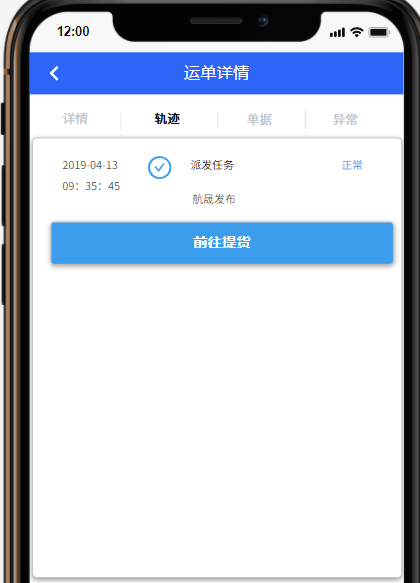 12:00
运单详情
详情 轨迹 单据 异常
2019-04-13 派发任务 正常
09：35：45
航晟发布
前往提货